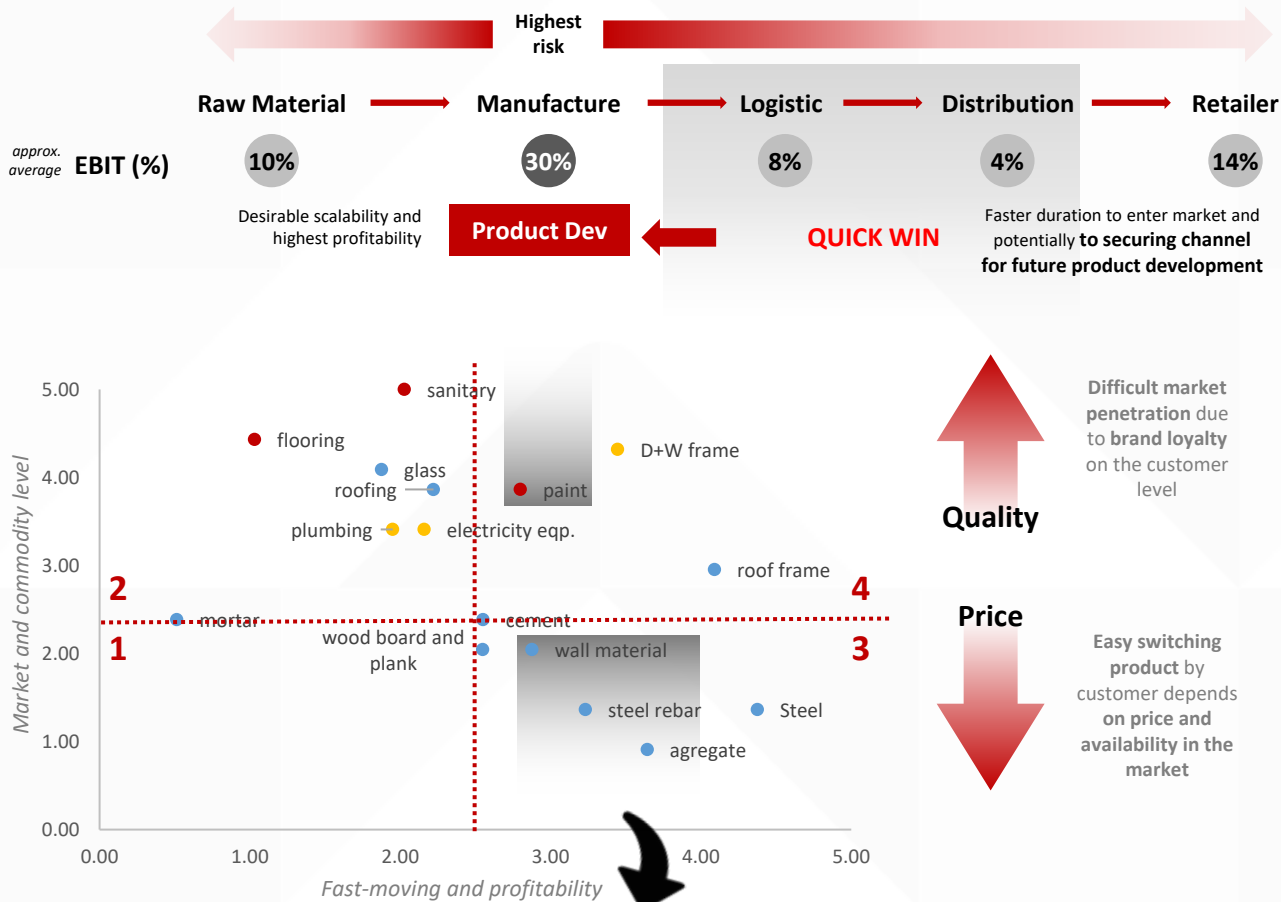 Highest
risk
Raw Material
Manufacture
Logistic
Distribution
Retailer
approx.
average
EBIT (%)
10%
30%
8%
4%
14%
Desirable scalability and
highest profitability
Product Dev
QUICK WIN
Faster duration to enter market and
potentially to securing channel
for future product development
Market and commodity level
5.00
4.00
3.00
2.00
1.00
0.00
sanitary
flooring
glass
roofing
plumbing
electricity eqp.
D+W frame
paint
roof frame
2
4
mortar
cement
1
3
wood board and
plank
wall material
steel rebar
Steel
agregate
0.00
1.00
2.00
3.00
4.00
5.00
Fast-moving and profitability
Quality
Difficult market
penetration due
to brand loyalty
on the customer
level
Price
Easy switching
product by
customer depends
on price and
availability in the
market